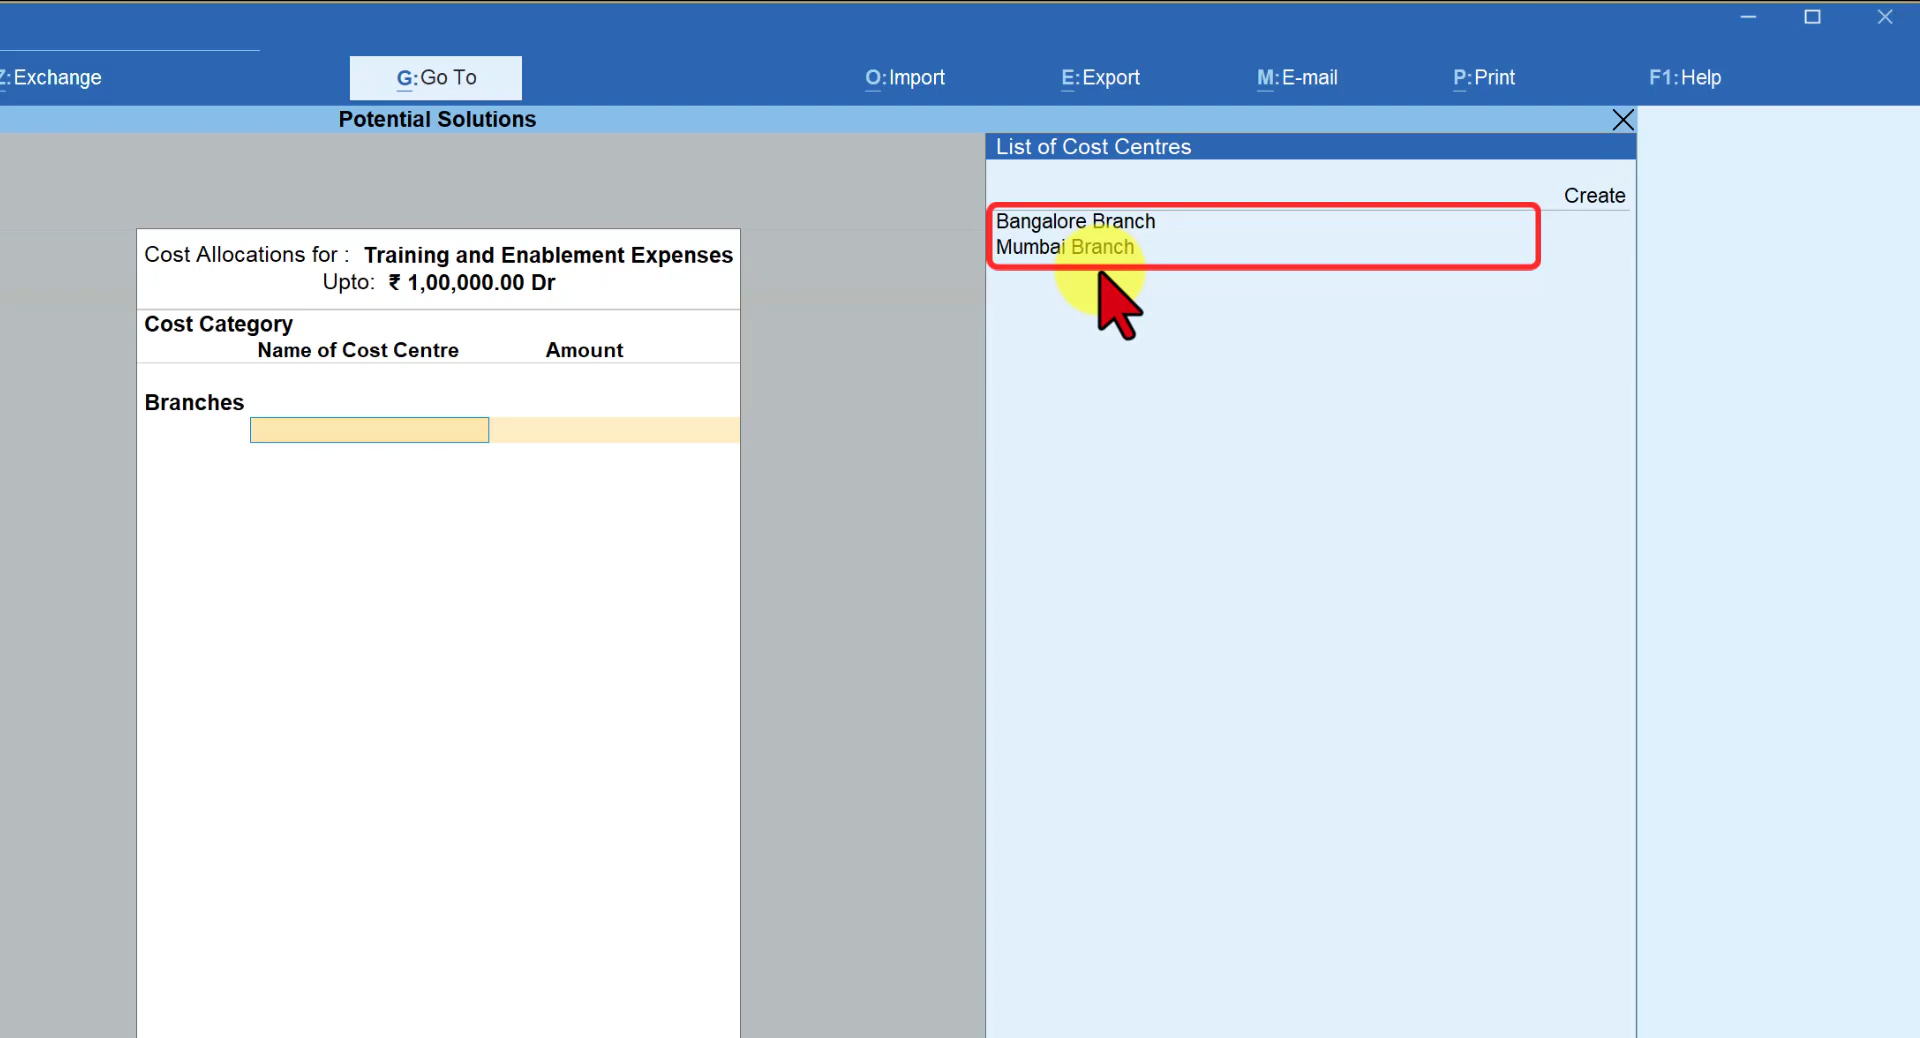 Z:Exchange
G:Go To
O:Import
E:Export
M:E-mail
P:Print
F1:Help
Potential Solutions
List of Cost Centres
Create
Bangalore Branch
Mumbai Branch
Cost Allocations for : Training and Enablement Expenses
Upto: ₹ 1,00,000.00 Dr
Cost Category
Name of Cost Centre Amount
Branches